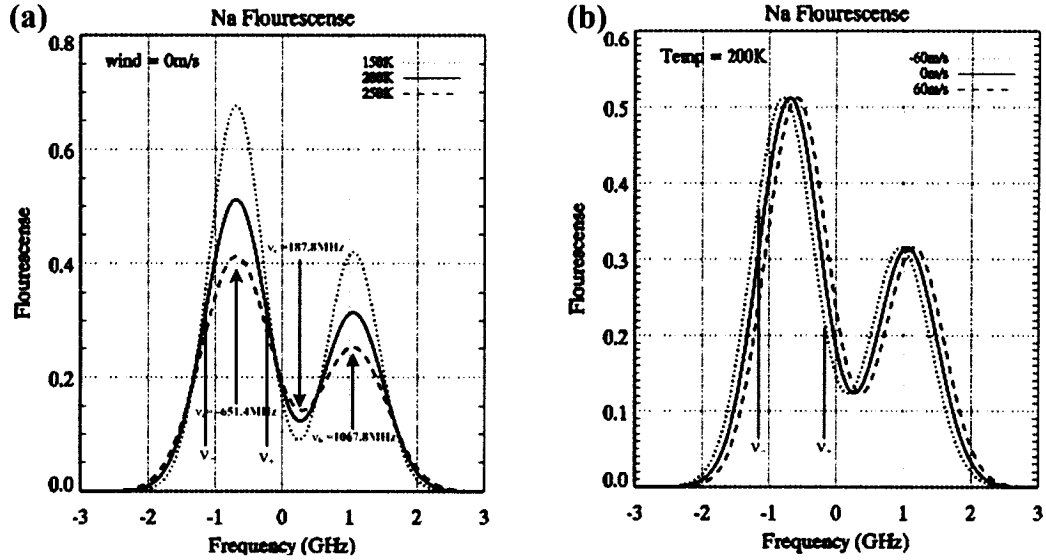 (a)
Na Flourescense
wind = 0m/s
150K
200K
250K
0.8
0.6
0.4
0.2
0.0
Flourescense
ν =187.8MHz
ν =-651.4MHz
ν =1067.8MHz
ν-
ν+
-3 -2 -1 0 1 2 3
Frequency (GHz)
(b)
Na Flourescense
Temp = 200K
-60m/s
0m/s
60m/s
0.6
0.5
0.4
0.3
0.2
0.1
0.0
Flourescense
ν-
ν+
-3 -2 -1 0 1 2 3
Frequency (GHz)